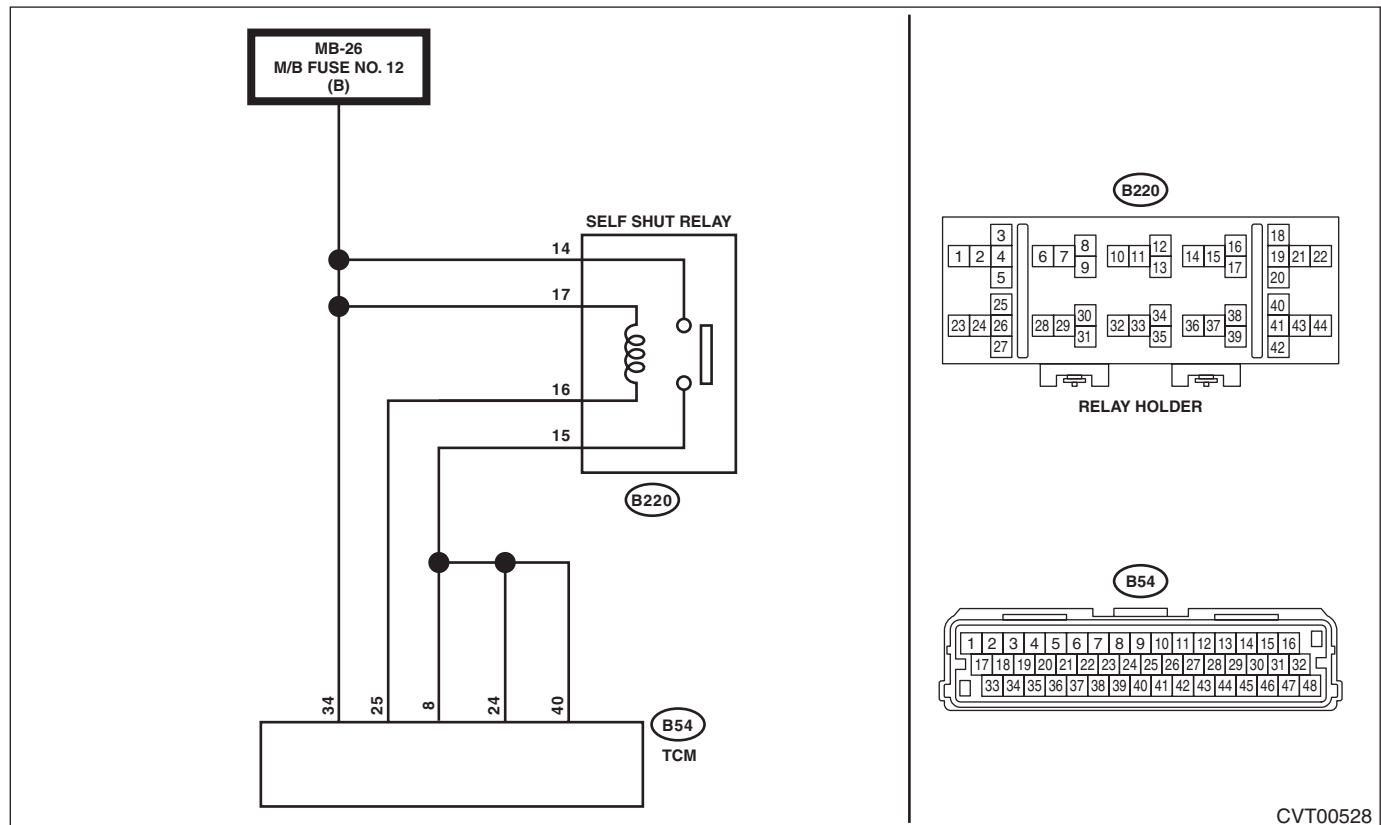 MB-26
M/B FUSE NO. 12
(B)
SELF SHUT RELAY
14
17
16
15
B220
34
25
8
24
40
B54
TCM
B220
3
8
12
16
18
1 2 4
6 7
10 11
14 15
19 21 22
9
13
17
5
20
25
30
34
38
40
23 24 26
28 29
32 33
36 37
41 43 44
31
35
39
27
42
RELAY HOLDER
B54
1 2 3 4 5 6 7 8 9 10 11 12 13 14 15 16
17 18 19 20 21 22 23 24 25 26 27 28 29 30 31 32
33 34 35 36 37 38 39 40 41 42 43 44 45 46 47 48
CVT00528